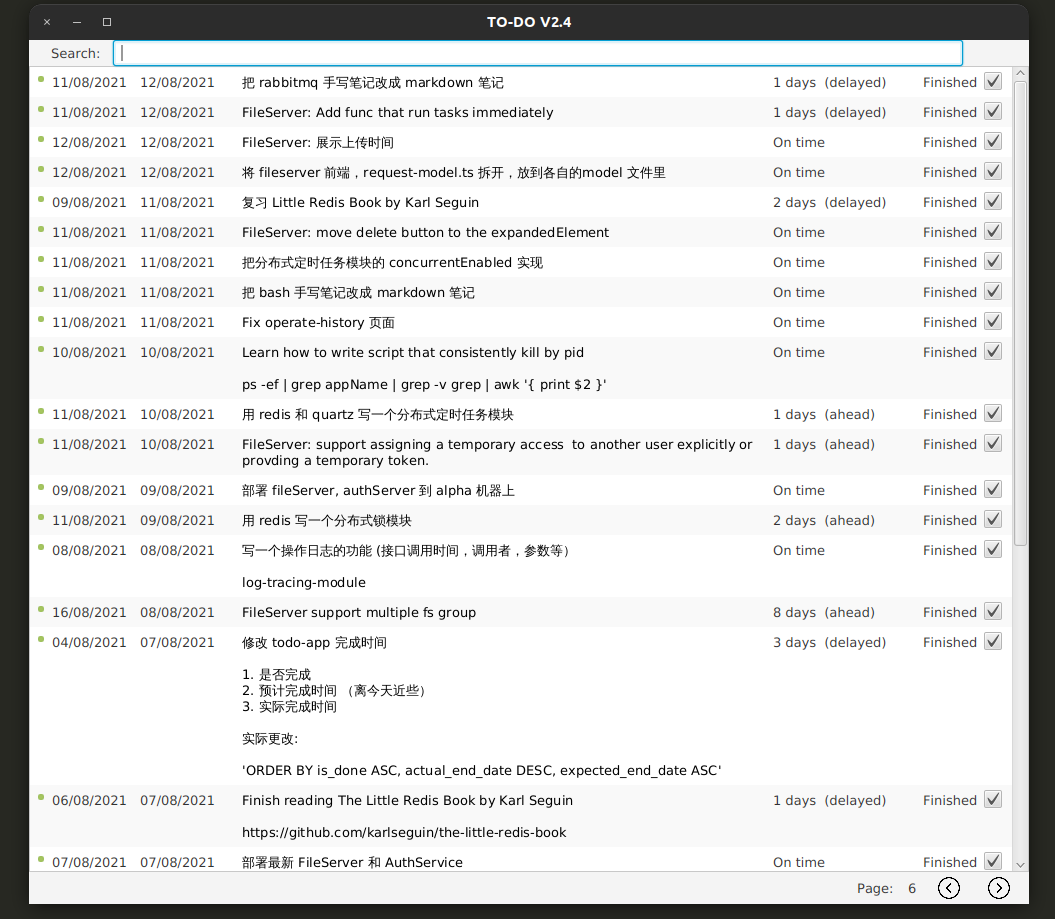 TO-DO V2.4
Search:
11/08/2021 12/08/2021 把 rabbitmq 手写笔记改成 markdown 笔记 1 days (delayed) Finished
11/08/2021 12/08/2021 FileServer: Add func that run tasks immediately 1 days (delayed) Finished
12/08/2021 12/08/2021 FileServer: 展示上传时间 On time Finished
12/08/2021 12/08/2021 将 fileserver 前端，request-model.ts 拆开，放到各自的model 文件里 On time Finished
09/08/2021 11/08/2021 复习 Little Redis Book by Karl Seguin 2 days (delayed) Finished
11/08/2021 11/08/2021 FileServer: move delete button to the expandedElement On time Finished
11/08/2021 11/08/2021 把分布式定时任务模块的 concurrentEnabled 实现 On time Finished
11/08/2021 11/08/2021 把 bash 手写笔记改成 markdown 笔记 On time Finished
11/08/2021 11/08/2021 Fix operate-history 页面 On time Finished
10/08/2021 10/08/2021 Learn how to write script that consistently kill by pid On time Finished
ps -ef | grep appName | grep -v grep | awk '{ print $2 }'
11/08/2021 10/08/2021 用 redis 和 quartz 写一个分布式定时任务模块 1 days (ahead) Finished
11/08/2021 10/08/2021 FileServer: support assigning a temporary access  to another user explicitly or 1 days (ahead) Finished
provding a temporary token.
09/08/2021 09/08/2021 部署 fileServer, authServer 到 alpha 机器上 On time Finished
11/08/2021 09/08/2021 用 redis 写一个分布式锁模块 2 days (ahead) Finished
08/08/2021 08/08/2021 写一个操作日志的功能 (接口调用时间，调用者，参数等） On time Finished
log-tracing-module
16/08/2021 08/08/2021 FileServer support multiple fs group 8 days (ahead) Finished
04/08/2021 07/08/2021 修改 todo-app 完成时间 3 days (delayed) Finished
1. 是否完成
2. 预计完成时间 （离今天近些）
3. 实际完成时间
实际更改:
'ORDER BY is_done ASC, actual_end_date DESC, expected_end_date ASC'
06/08/2021 07/08/2021 Finish reading The Little Redis Book by Karl Seguin 1 days (delayed) Finished
https://github.com/karlseguin/the-little-redis-book
07/08/2021 07/08/2021 部署最新 FileServer 和 AuthService On time Finished
Page: 6